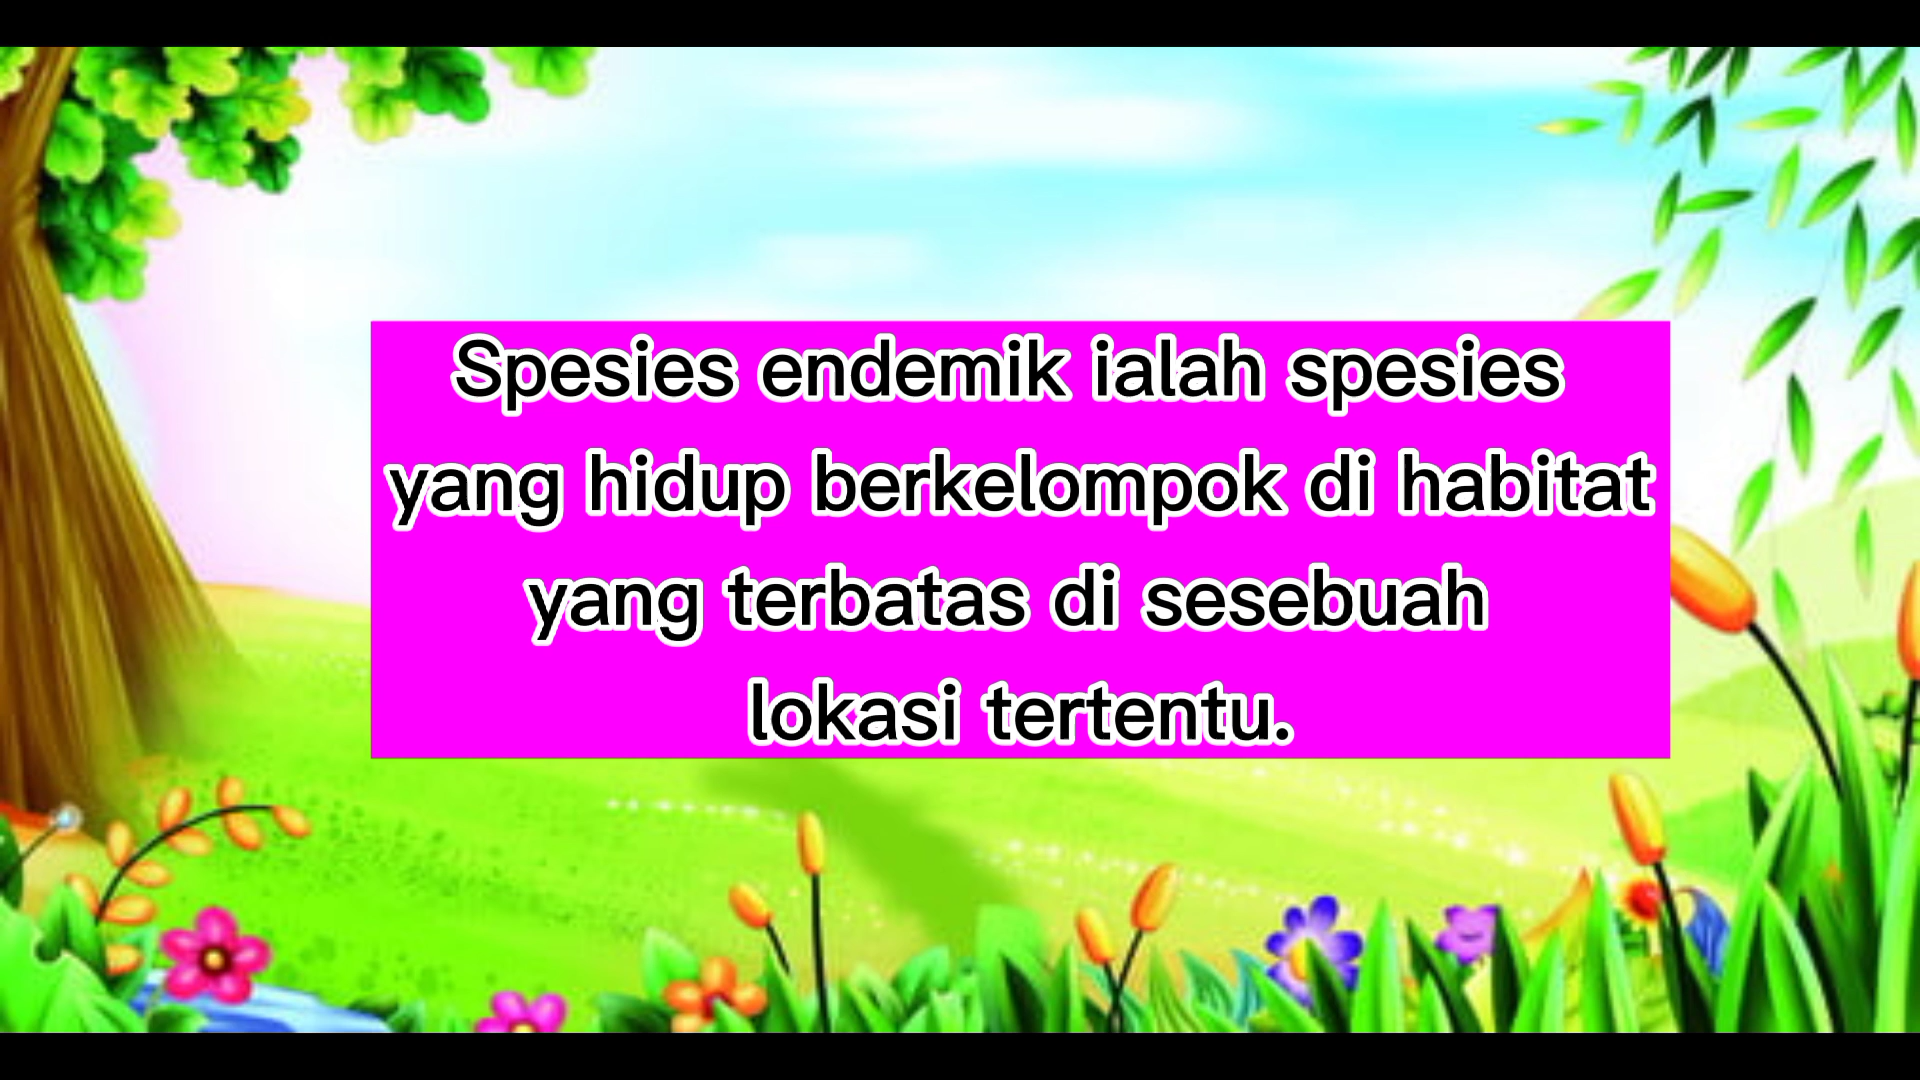 Spesies endemik ialah spesies
yang hidup berkelompok di habitat
yang terbatas di sesebuah
lokasi tertentu.